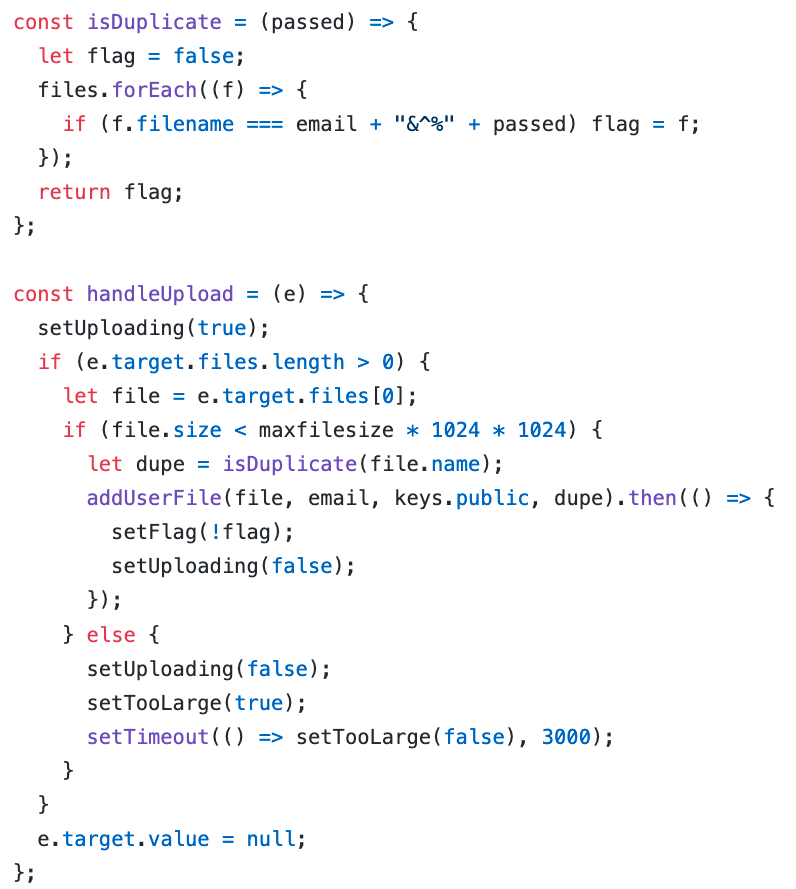 const isDuplicate = (passed) => {
  let flag = false;
  files.forEach((f) => {
    if (f.filename === email + "&^%" + passed) flag = f;
  });
  return flag;
};

const handleUpload = (e) => {
  setUploading(true);
  if (e.target.files.length > 0) {
    let file = e.target.files[0];
    if (file.size < maxfilesize * 1024 * 1024) {
      let dupe = isDuplicate(file.name);
      addUserFile(file, email, keys.public, dupe).then(() => {
        setFlag(!flag);
        setUploading(false);
      });
    } else {
      setUploading(false);
      setTooLarge(true);
      setTimeout(() => setTooLarge(false), 3000);
    }
  }
  e.target.value = null;
};